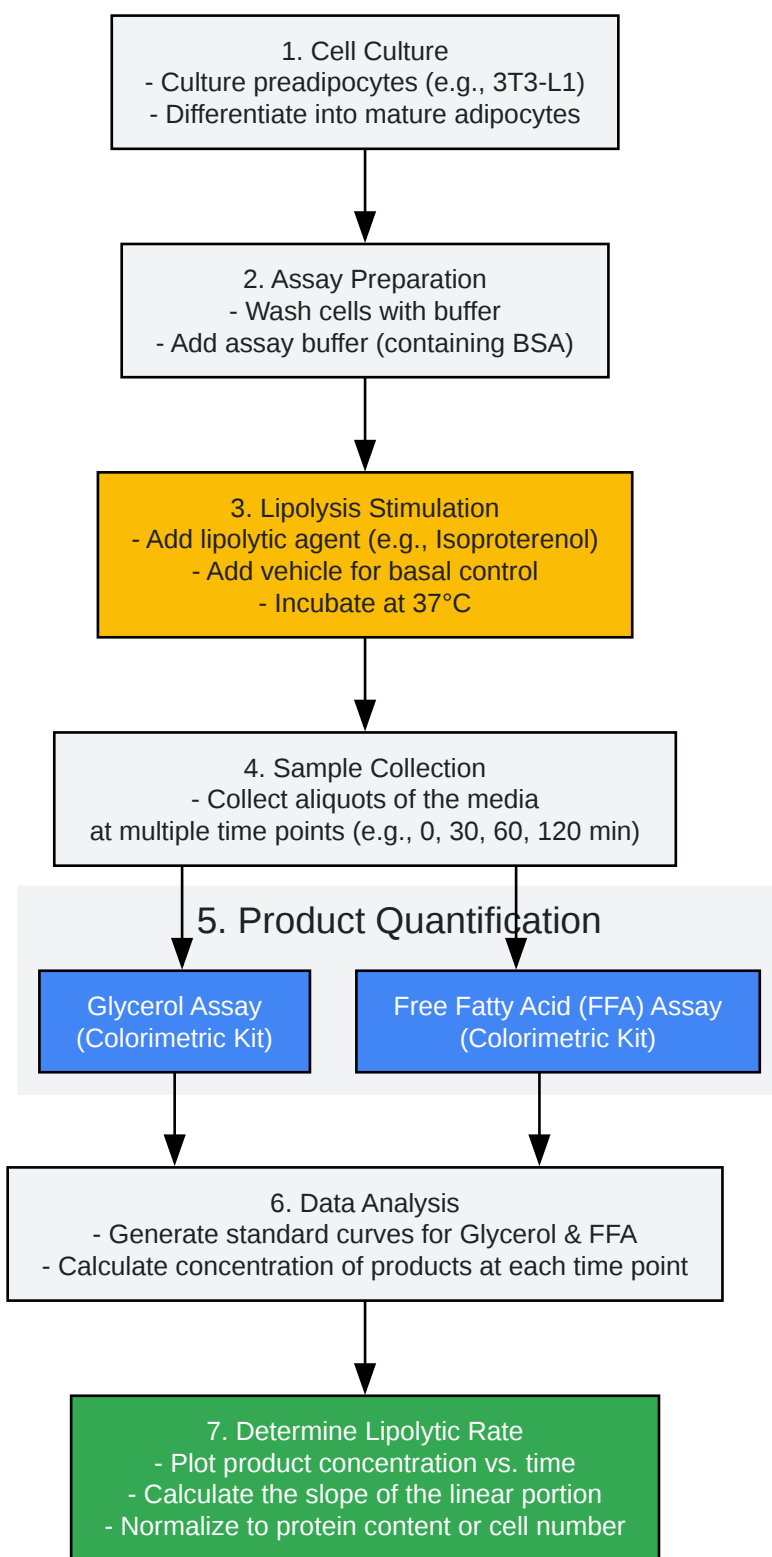 1. Cell Culture
- Culture preadipocytes (e.g., 3T3-L1)
- Differentiate into mature adipocytes
2. Assay Preparation
- Wash cells with buffer
- Add assay buffer (containing BSA)
3. Lipolysis Stimulation
- Add lipolytic agent (e.g., Isoproterenol)
- Add vehicle for basal control
- Incubate at 37°C
4. Sample Collection
- Collect aliquots of the media
at multiple time points (e.g., 0, 30, 60, 120 min)
5. Product Quantification
Glycerol Assay
(Colorimetric Kit)
Free Fatty Acid (FFA) Assay
(Colorimetric Kit)
6. Data Analysis
- Generate standard curves for Glycerol & FFA
- Calculate concentration of products at each time point
7. Determine Lipolytic Rate
- Plot product concentration vs. time
- Calculate the slope of the linear portion
- Normalize to protein content or cell number